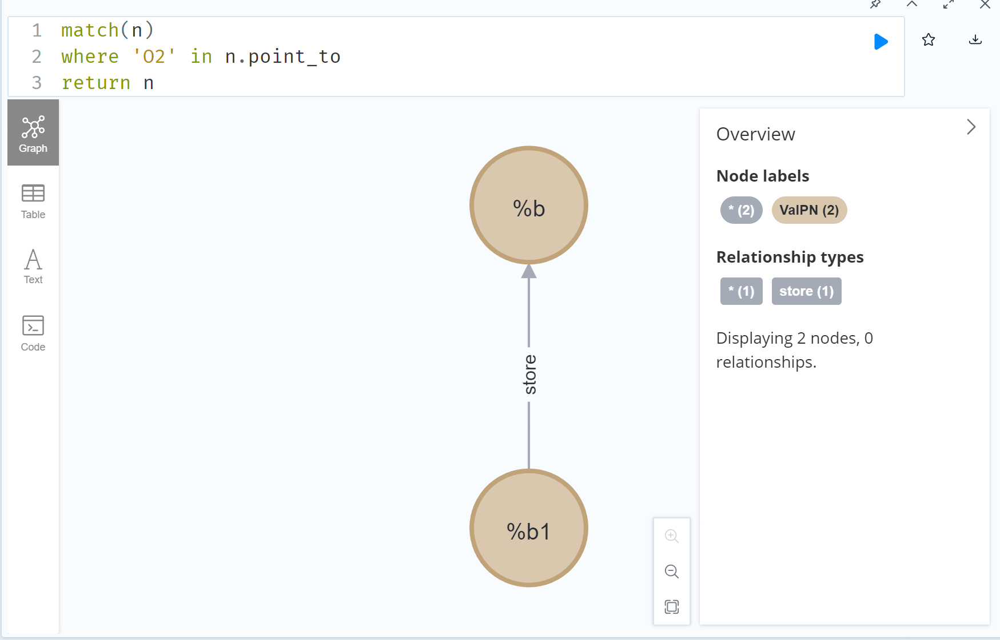 1 match(n)
2 where 'O2' in n.point_to
3 return n
Graph
Table
Text
Code
%b
store
%b1
Overview
Node labels
* (2) ValPN (2)
Relationship types
* (1) store (1)
Displaying 2 nodes, 0
relationships.